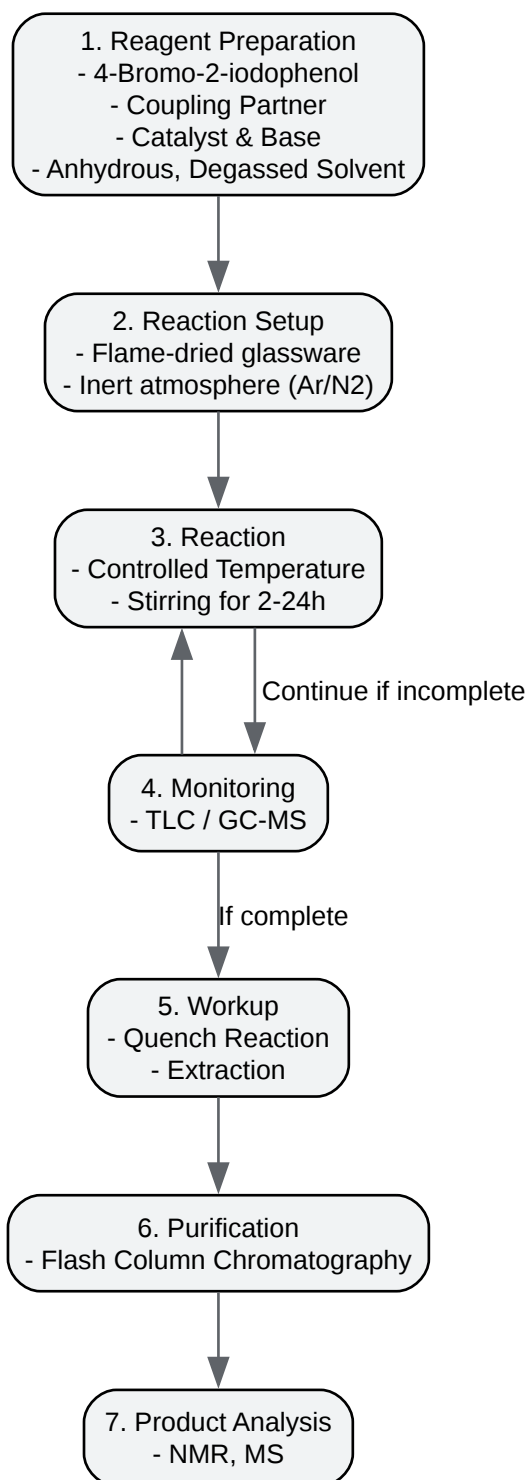 1. Reagent Preparation
- 4-Bromo-2-iodophenol
- Coupling Partner
- Catalyst & Base
- Anhydrous, Degassed Solvent
2. Reaction Setup
- Flame-dried glassware
- Inert atmosphere (Ar/N2)
3. Reaction
- Controlled Temperature
- Stirring for 2-24h
Continue if incomplete
4. Monitoring
- TLC / GC-MS
If complete
5. Workup
- Quench Reaction
- Extraction
6. Purification
- Flash Column Chromatography
7. Product Analysis
- NMR, MS